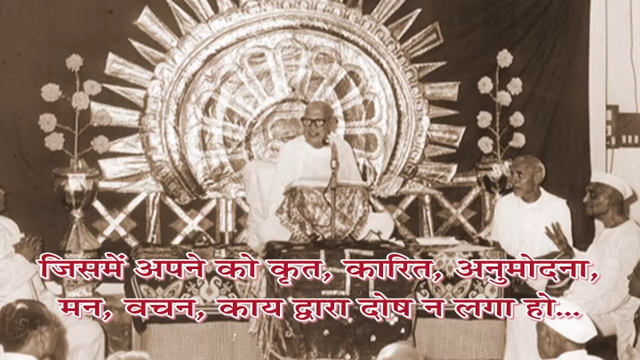 जिसमें अपने को कृत, कारित, अनुमोदना,
मन, वचन, काय द्वारा दोष न लगा हो...